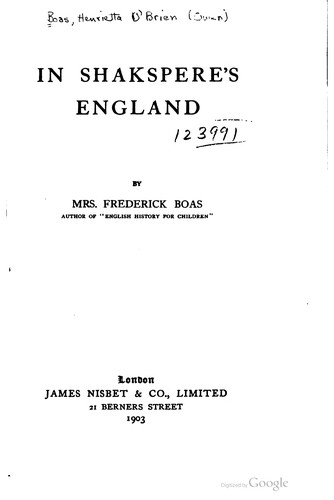 Boas, Henrietta O'Brien (Owen)
IN SHAKSPERE'S
ENGLAND
123991
BY
MRS. FREDERICK BOAS
AUTHOR OF "ENGLISH HISTORY FOR CHILDREN"
London
JAMES NISBET & CO., LIMITED
21 BERNERS STREET
1903
Digitized by Google